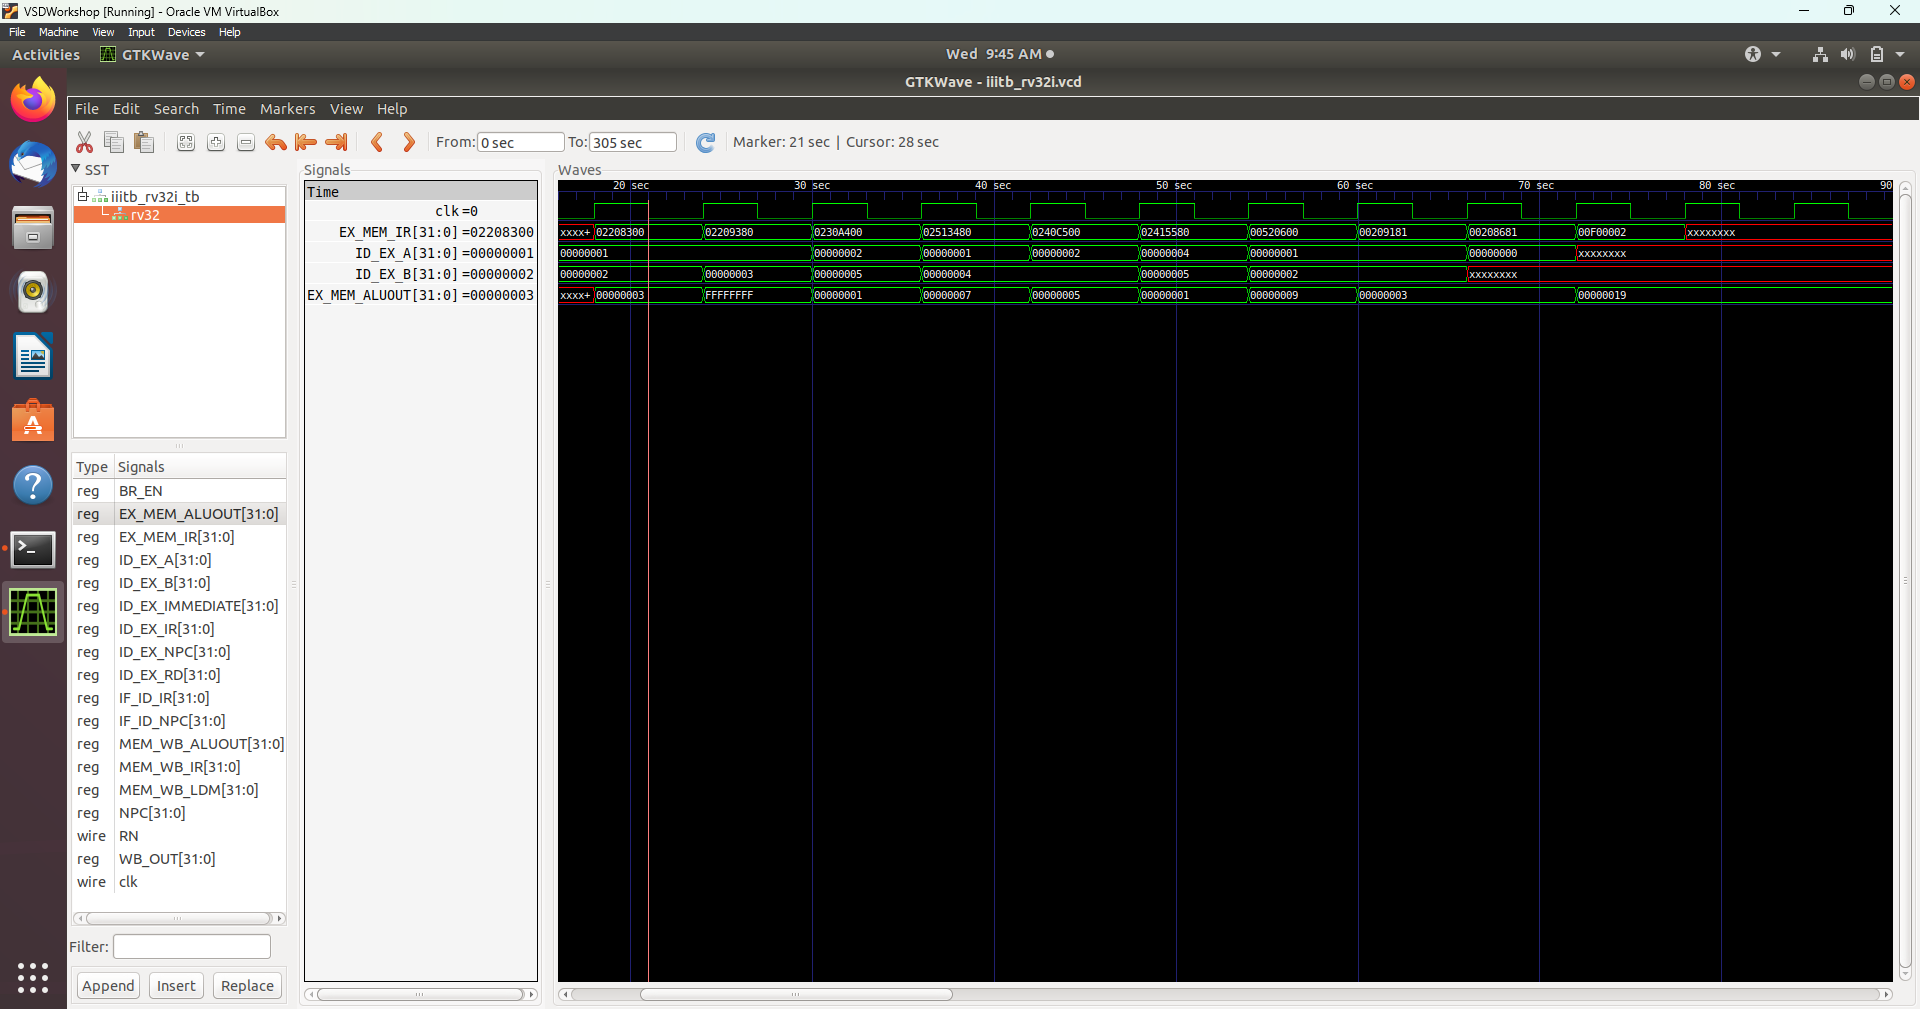 VSDWorkshop [Running] - Oracle VM VirtualBox
File Machine View Input Devices Help
Activities GTKWave Wed 9:45 AM
GTKWave - iiitb_rv32i.vcd
File Edit Search Time Markers View Help
From: 0 sec To: 305 sec Marker: 21 sec | Cursor: 28 sec
SST
iiitb_rv32i_tb
rv32
Type Signals
reg BR_EN
reg EX_MEM_ALUOUT[31:0]
reg EX_MEM_IR[31:0]
reg ID_EX_A[31:0]
reg ID_EX_B[31:0]
reg ID_EX_IMMEDIATE[31:0]
reg ID_EX_IR[31:0]
reg ID_EX_NPC[31:0]
reg ID_EX_RD[31:0]
reg IF_ID_IR[31:0]
reg IF_ID_NPC[31:0]
reg MEM_WB_ALUOUT[31:0]
reg MEM_WB_IR[31:0]
reg MEM_WB_LDM[31:0]
reg NPC[31:0]
wire RN
reg WB_OUT[31:0]
wire clk
Filter:
Append Insert Replace
Signals
Time
clk =0
EX_MEM_IR[31:0] =02208300
ID_EX_A[31:0] =00000001
ID_EX_B[31:0] =00000002
EX_MEM_ALUOUT[31:0] =00000003
Waves
20 sec 30 sec 40 sec 50 sec 60 sec 70 sec 80 sec 90
xxxx+ 02208300 02209380 0230A400 02513480 0240C500 02415580 00520600 00209181 00208681 00F00002 xxxxxxxx
00000001 00000002 00000001 00000002 00000004 00000001 00000000 xxxxxxxx
00000002 00000003 00000005 00000004 00000005 00000002 xxxxxxxx
xxxx+ 00000003 FFFFFFFF 00000001 00000007 00000005 00000001 00000009 00000003 00000019